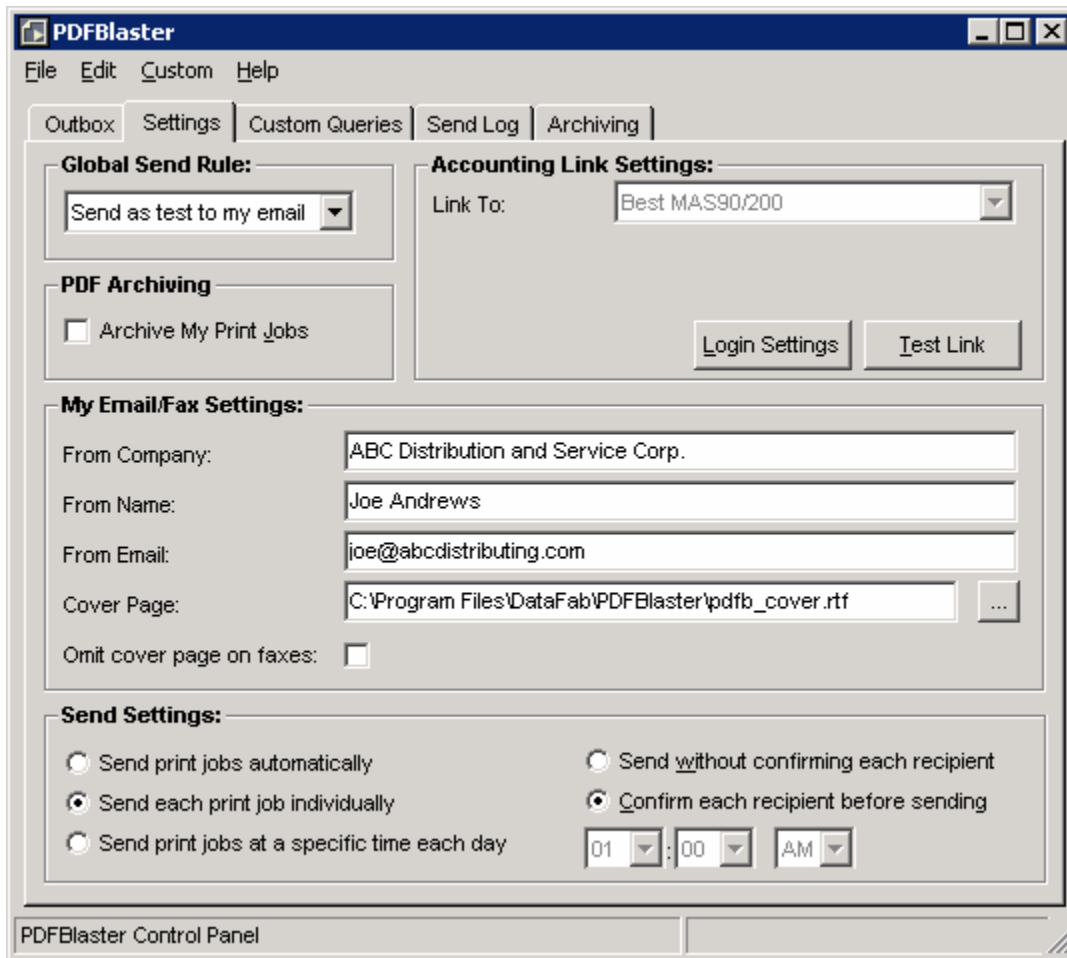 PDFBlaster
File Edit Custom Help
Outbox Settings Custom Queries Send Log Archiving
Global Send Rule:
Send as test to my email
Accounting Link Settings:
Link To: Best MAS90/200
PDF Archiving
Archive My Print Jobs
Login Settings Test Link
My Email/Fax Settings:
From Company: ABC Distribution and Service Corp.
From Name: Joe Andrews
From Email: joe@abcdistributing.com
Cover Page: C:\Program Files\DataFab\PDFBlaster\pdfb_cover.rtf ...
Omit cover page on faxes:
Send Settings:
Send print jobs automatically
Send each print job individually
Send print jobs at a specific time each day
Send without confirming each recipient
Confirm each recipient before sending
01 : 00 AM
PDFBlaster Control Panel